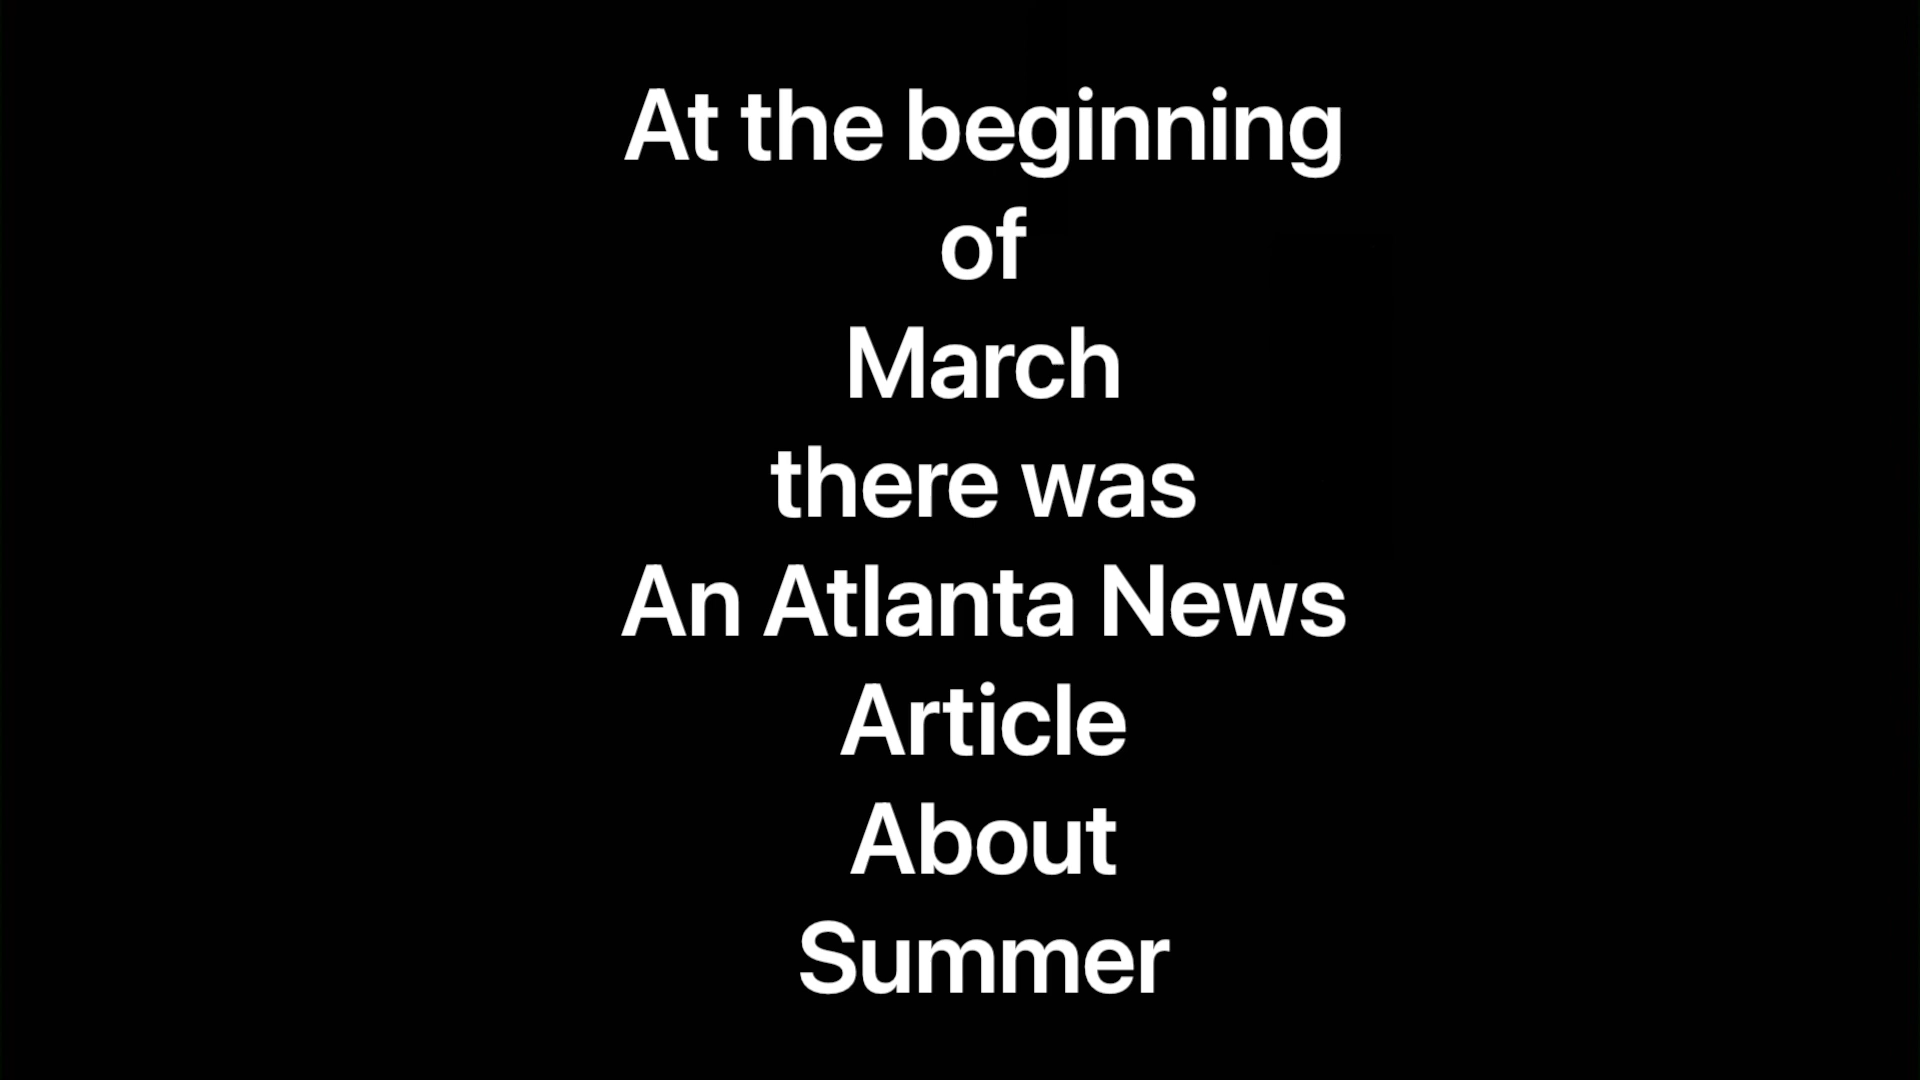 At the beginning
of
March
there was
An Atlanta News
Article
About
Summer